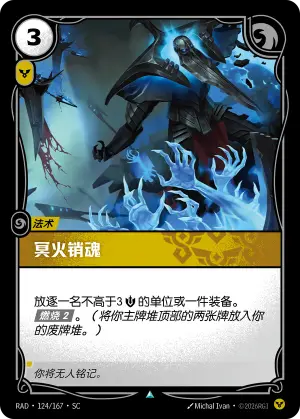 3
法术
冥火销魂
放逐一名不高于3的单位或一件装备。
燃烧 2 。（将你主牌堆顶部的两张牌放入你
的废牌堆。）
你将无人铭记。
RAD • 124/167 • SC
Michal Ivan • ©2026RGI